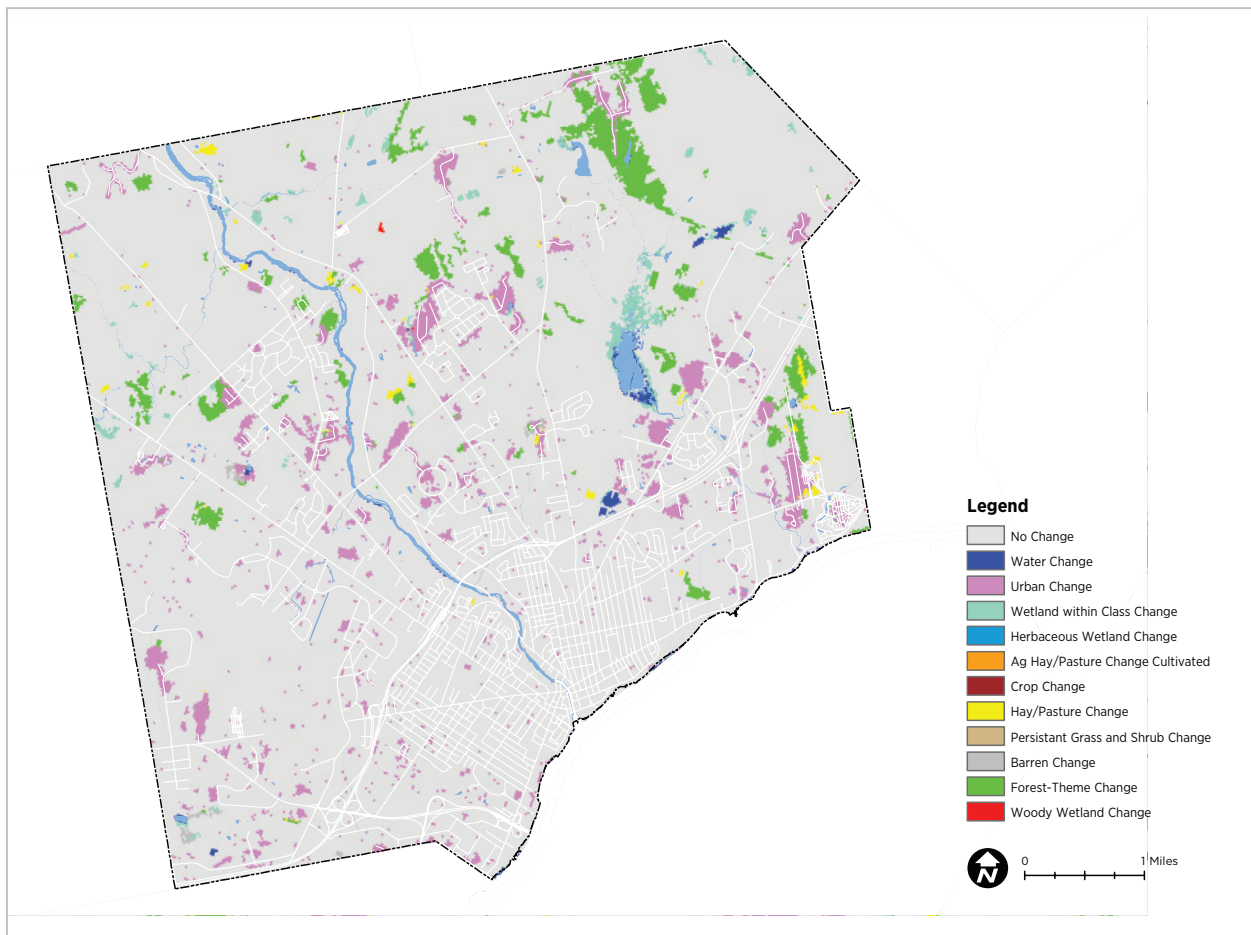 Legend
No Change
Water Change
Urban Change
Wetland within Class Change
Herbaceous Wetland Change
Ag Hay/Pasture Change Cultivated
Crop Change
Hay/Pasture Change
Persistant Grass and Shrub Change
Barren Change
Forest-Theme Change
Woody Wetland Change
N
0 1 Miles